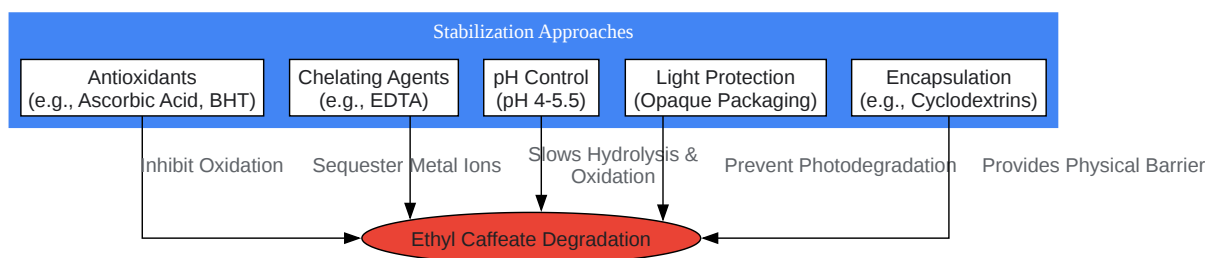 Stabilization Approaches
Antioxidants
(e.g., Ascorbic Acid, BHT)
Chelating Agents
(e.g., EDTA)
pH Control
(pH 4-5.5)
Light Protection
(Opaque Packaging)
Encapsulation
(e.g., Cyclodextrins)
Inhibit Oxidation
Sequester Metal Ions
Slows Hydrolysis &
Oxidation
Prevent Photodegradation
Provides Physical Barrier
Ethyl Caffeate Degradation